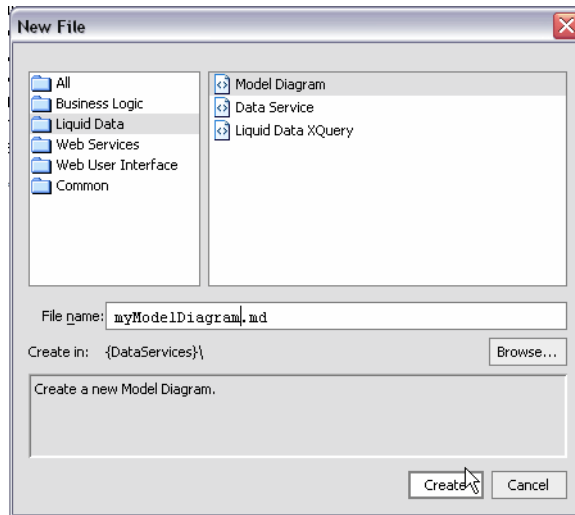 New File
All
Business Logic
Liquid Data
Web Services
Web User Interface
Common
Model Diagram
Data Service
Liquid Data XQuery
File name: myModelDiagram.md
Create in: {DataServices}\
Browse...
Create a new Model Diagram.
Create
Cancel